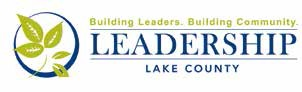 Building Leaders. Building Community.
LEADERSHIP
LAKE COUNTY